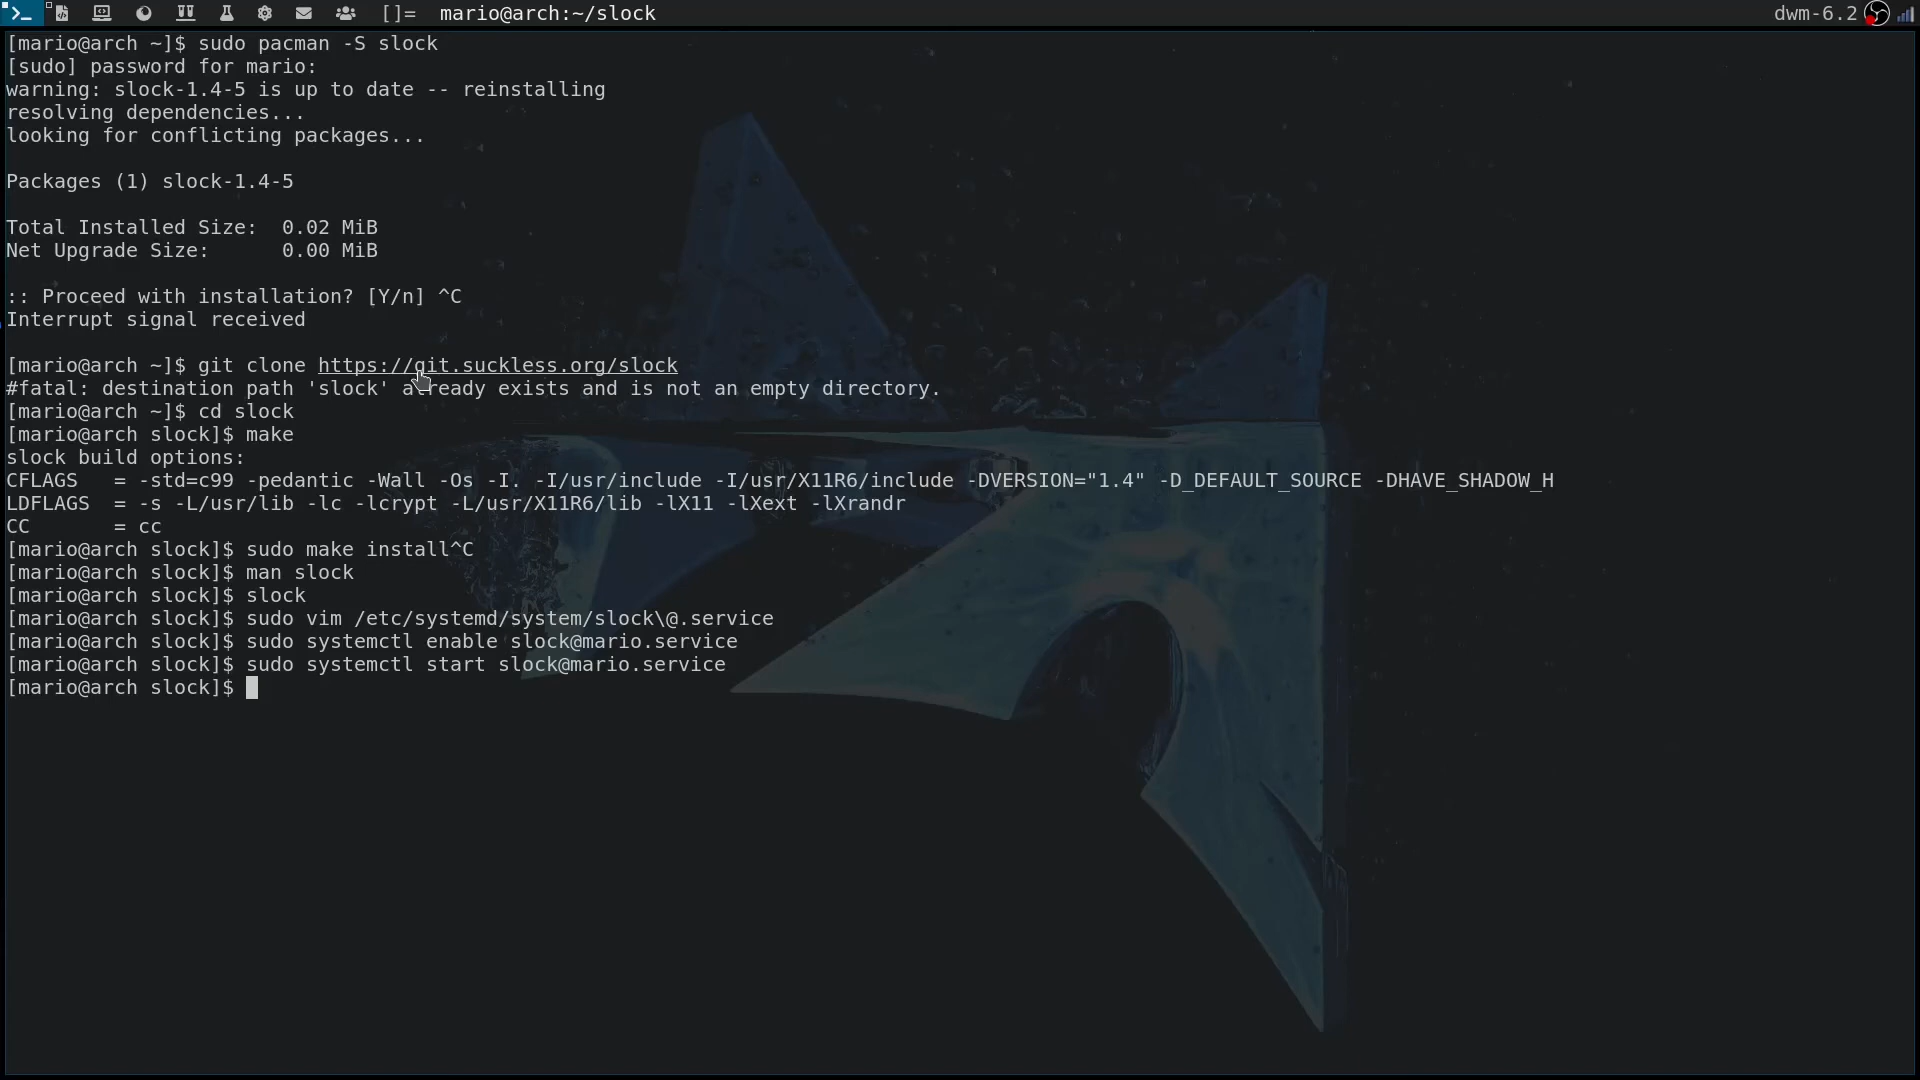 []= mario@arch:~/slock dwm-6.2
[mario@arch ~]$ sudo pacman -S slock
[sudo] password for mario:
warning: slock-1.4-5 is up to date -- reinstalling
resolving dependencies...
looking for conflicting packages...
Packages (1) slock-1.4-5
Total Installed Size:  0.02 MiB
Net Upgrade Size:      0.00 MiB
:: Proceed with installation? [Y/n] ^C
Interrupt signal received
[mario@arch ~]$ git clone https://git.suckless.org/slock
#fatal: destination path 'slock' already exists and is not an empty directory.
[mario@arch ~]$ cd slock
[mario@arch slock]$ make
slock build options:
CFLAGS   = -std=c99 -pedantic -Wall -Os -I. -I/usr/include -I/usr/X11R6/include -DVERSION="1.4" -D_DEFAULT_SOURCE -DHAVE_SHADOW_H
LDFLAGS  = -s -L/usr/lib -lc -lcrypt -L/usr/X11R6/lib -lX11 -lXext -lXrandr
CC       = cc
[mario@arch slock]$ sudo make install^C
[mario@arch slock]$ man slock
[mario@arch slock]$ slock
[mario@arch slock]$ sudo vim /etc/systemd/system/slock\@.service
[mario@arch slock]$ sudo systemctl enable slock@mario.service
[mario@arch slock]$ sudo systemctl start slock@mario.service
[mario@arch slock]$